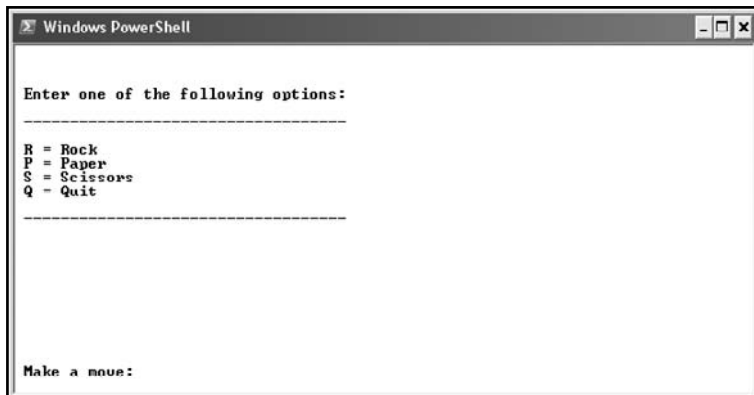 Windows PowerShell
Enter one of the following options:
-----------------------------------
R = Rock
P = Paper
S = Scissors
Q - Quit
-----------------------------------
Make a move: